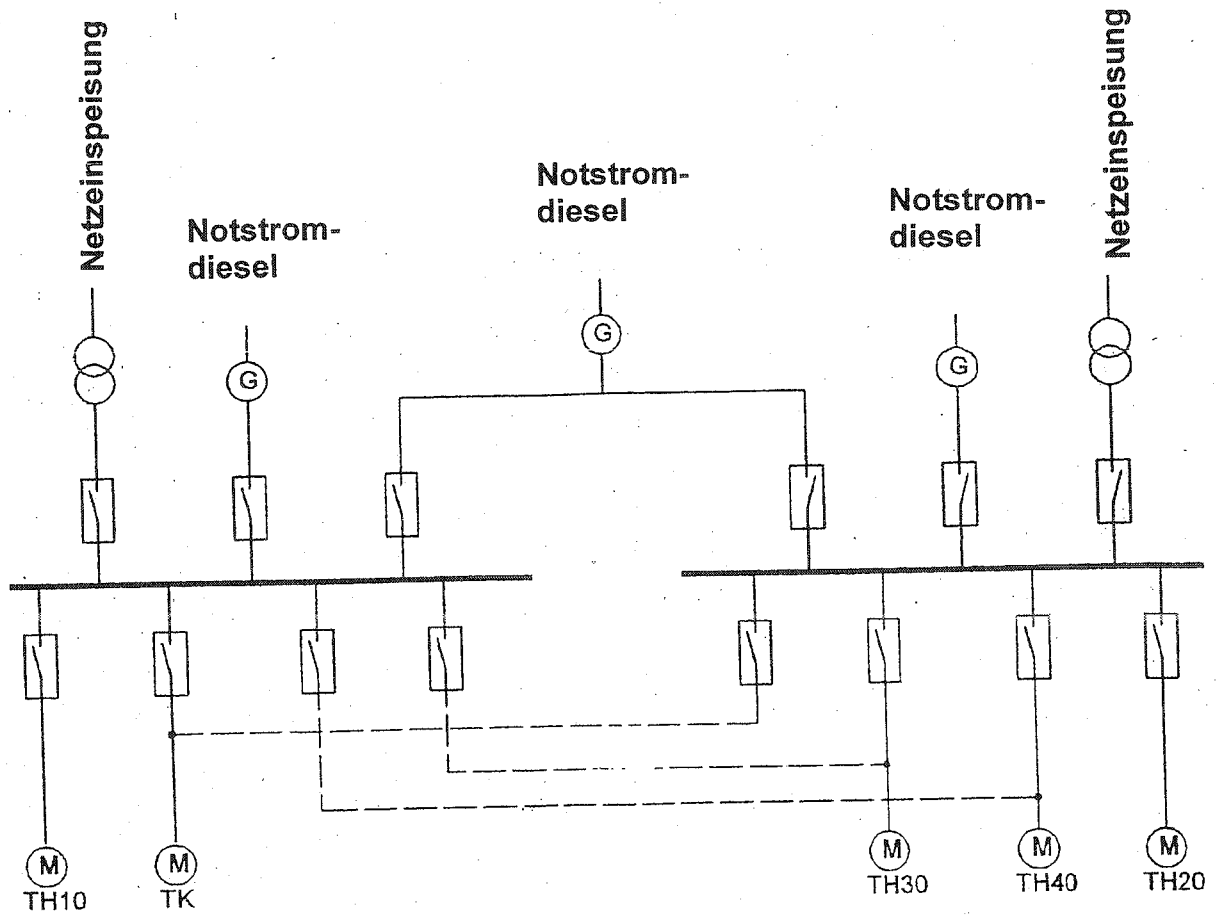 Netzeinspeisung
Notstrom-
diesel
Notstrom-
diesel
Notstrom-
diesel
Netzeinspeisung
G
G
G
M
TH10
M
TK
M
TH30
M
TH40
M
TH20